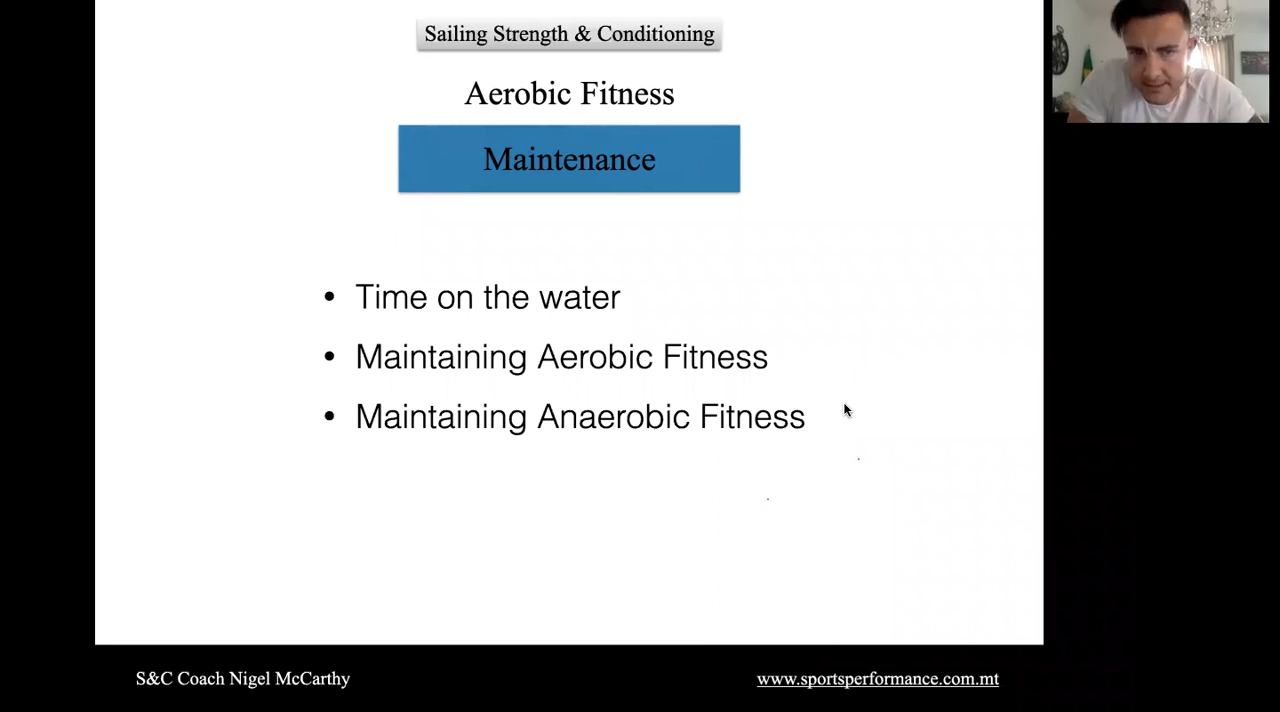 Sailing Strength & Conditioning
Aerobic Fitness
Maintenance
• Time on the water
• Maintaining Aerobic Fitness
• Maintaining Anaerobic Fitness
S&C Coach Nigel McCarthy
www.sportsperformance.com.mt